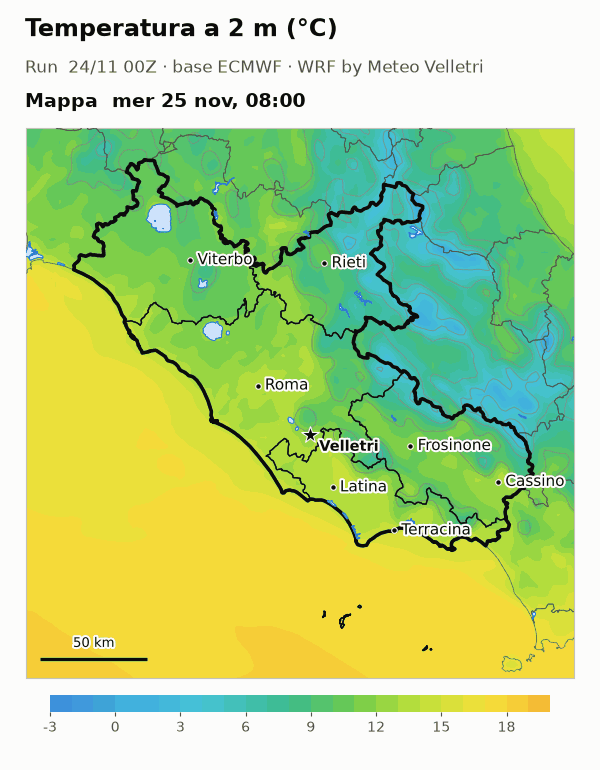 Temperatura a 2 m (°C)
Run  24/11 00Z · base ECMWF · WRF by Meteo Velletri
Mappa  mer 25 nov, 08:00
Viterbo
Rieti
Roma
Velletri
Frosinone
Latina
Cassino
Terracina
50 km
-3 0 3 6 9 12 15 18